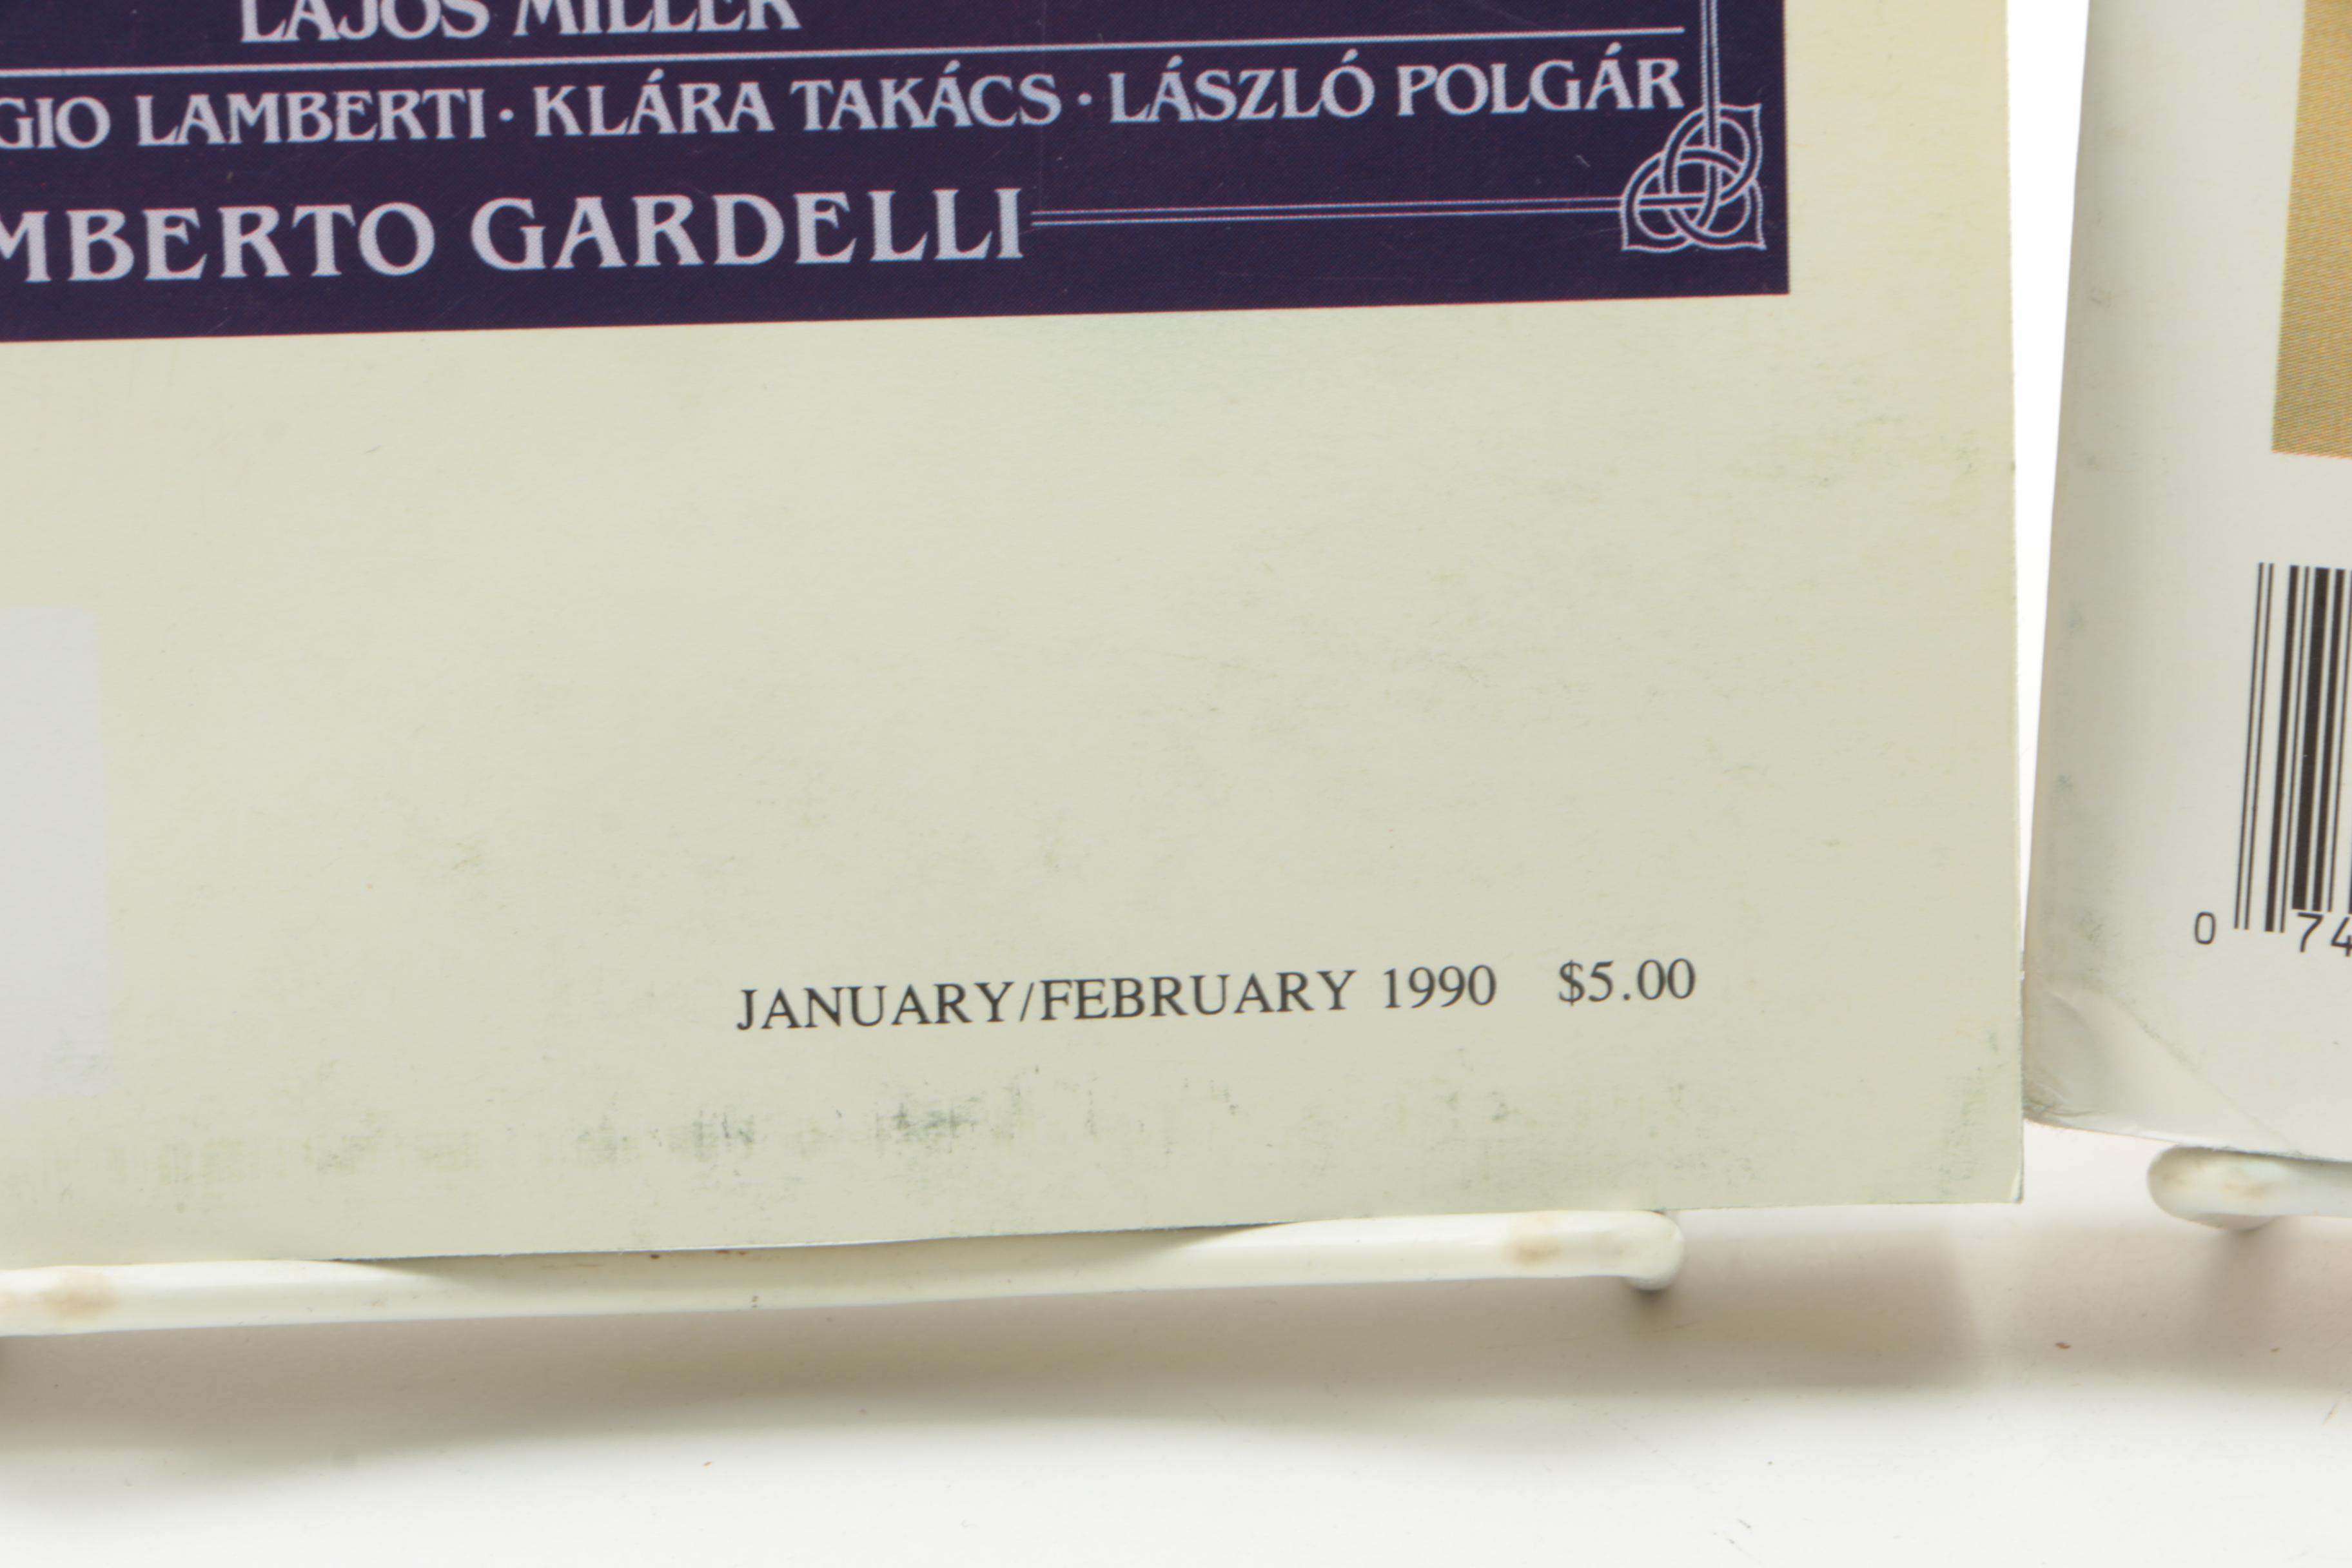 LAJOS MILLER
GIO LAMBERTI · KLÁRA TAKÁCS · LÁSZLÓ POLGÁR
MBERTO GARDELLI
JANUARY/FEBRUARY 1990 $5.00
0 74